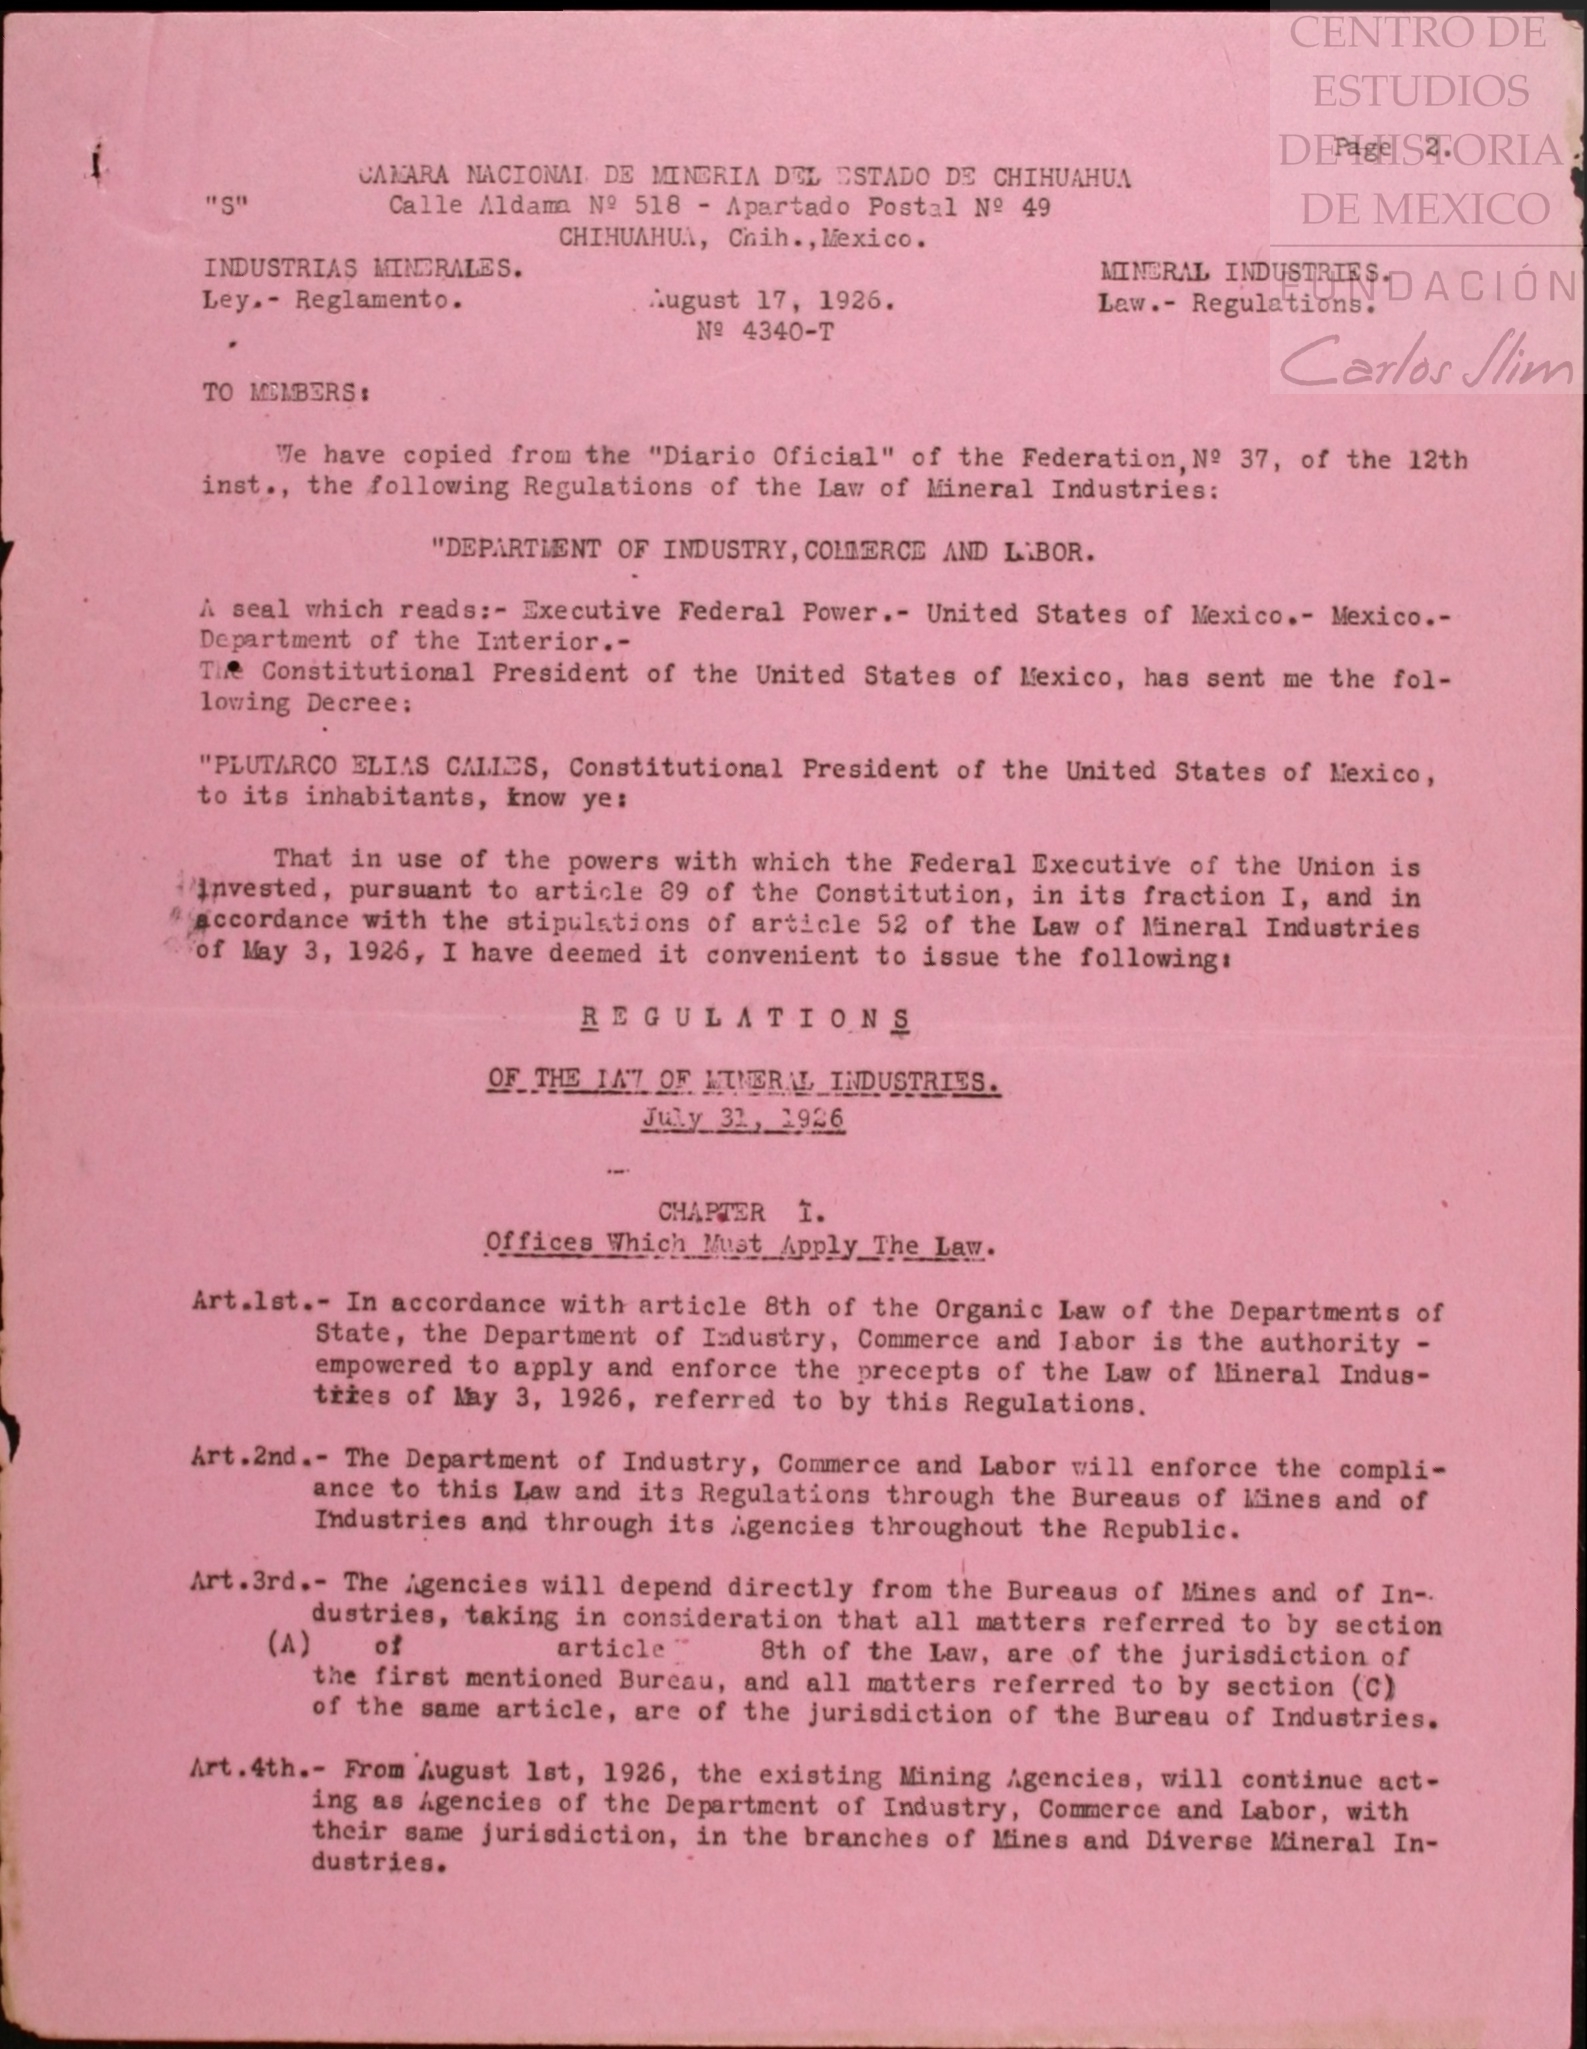 CENTRO DE
ESTUDIOS
DE HISTORIA
DE MEXICO
FUNDACIÓN
Carlos Slim
Page 2.
CAMARA NACIONAL DE MINERIA DEL ESTADO DE CHIHUAHUA
"S" Calle Aldama Nº 518 - Apartado Postal Nº 49
CHIHUAHUA, Chih.,Mexico.
INDUSTRIAS MINERALES. MINERAL INDUSTRIES.
Ley.- Reglamento. August 17, 1926. Law.- Regulations.
Nº 4340-T
TO MEMBERS:
We have copied from the "Diario Oficial" of the Federation,Nº 37, of the 12th
inst., the following Regulations of the Law of Mineral Industries:
"DEPARTMENT OF INDUSTRY,COMMERCE AND LABOR.
A seal which reads:- Executive Federal Power.- United States of Mexico.- Mexico.-
Department of the Interior.-
The Constitutional President of the United States of Mexico, has sent me the fol-
lowing Decree:
"PLUTARCO ELIAS CALLES, Constitutional President of the United States of Mexico,
to its inhabitants, know ye:
That in use of the powers with which the Federal Executive of the Union is
invested, pursuant to article 89 of the Constitution, in its fraction I, and in
accordance with the stipulations of article 52 of the Law of Mineral Industries
of May 3, 1926, I have deemed it convenient to issue the following:
R E G U L A T I O N S
OF THE LAW OF MINERAL INDUSTRIES.
July 31, 1926
CHAPTER I.
Offices Which Must Apply The Law.
Art.1st.- In accordance with article 8th of the Organic Law of the Departments of
State, the Department of Industry, Commerce and Labor is the authority -
empowered to apply and enforce the precepts of the Law of Mineral Indus-
tries of May 3, 1926, referred to by this Regulations.
Art.2nd.- The Department of Industry, Commerce and Labor will enforce the compli-
ance to this Law and its Regulations through the Bureaus of Mines and of
Industries and through its Agencies throughout the Republic.
Art.3rd.- The Agencies will depend directly from the Bureaus of Mines and of In-
dustries, taking in consideration that all matters referred to by section
(A) of article 8th of the Law, are of the jurisdiction of
the first mentioned Bureau, and all matters referred to by section (C)
of the same article, are of the jurisdiction of the Bureau of Industries.
Art.4th.- From August 1st, 1926, the existing Mining Agencies, will continue act-
ing as Agencies of the Department of Industry, Commerce and Labor, with
their same jurisdiction, in the branches of Mines and Diverse Mineral In-
dustries.